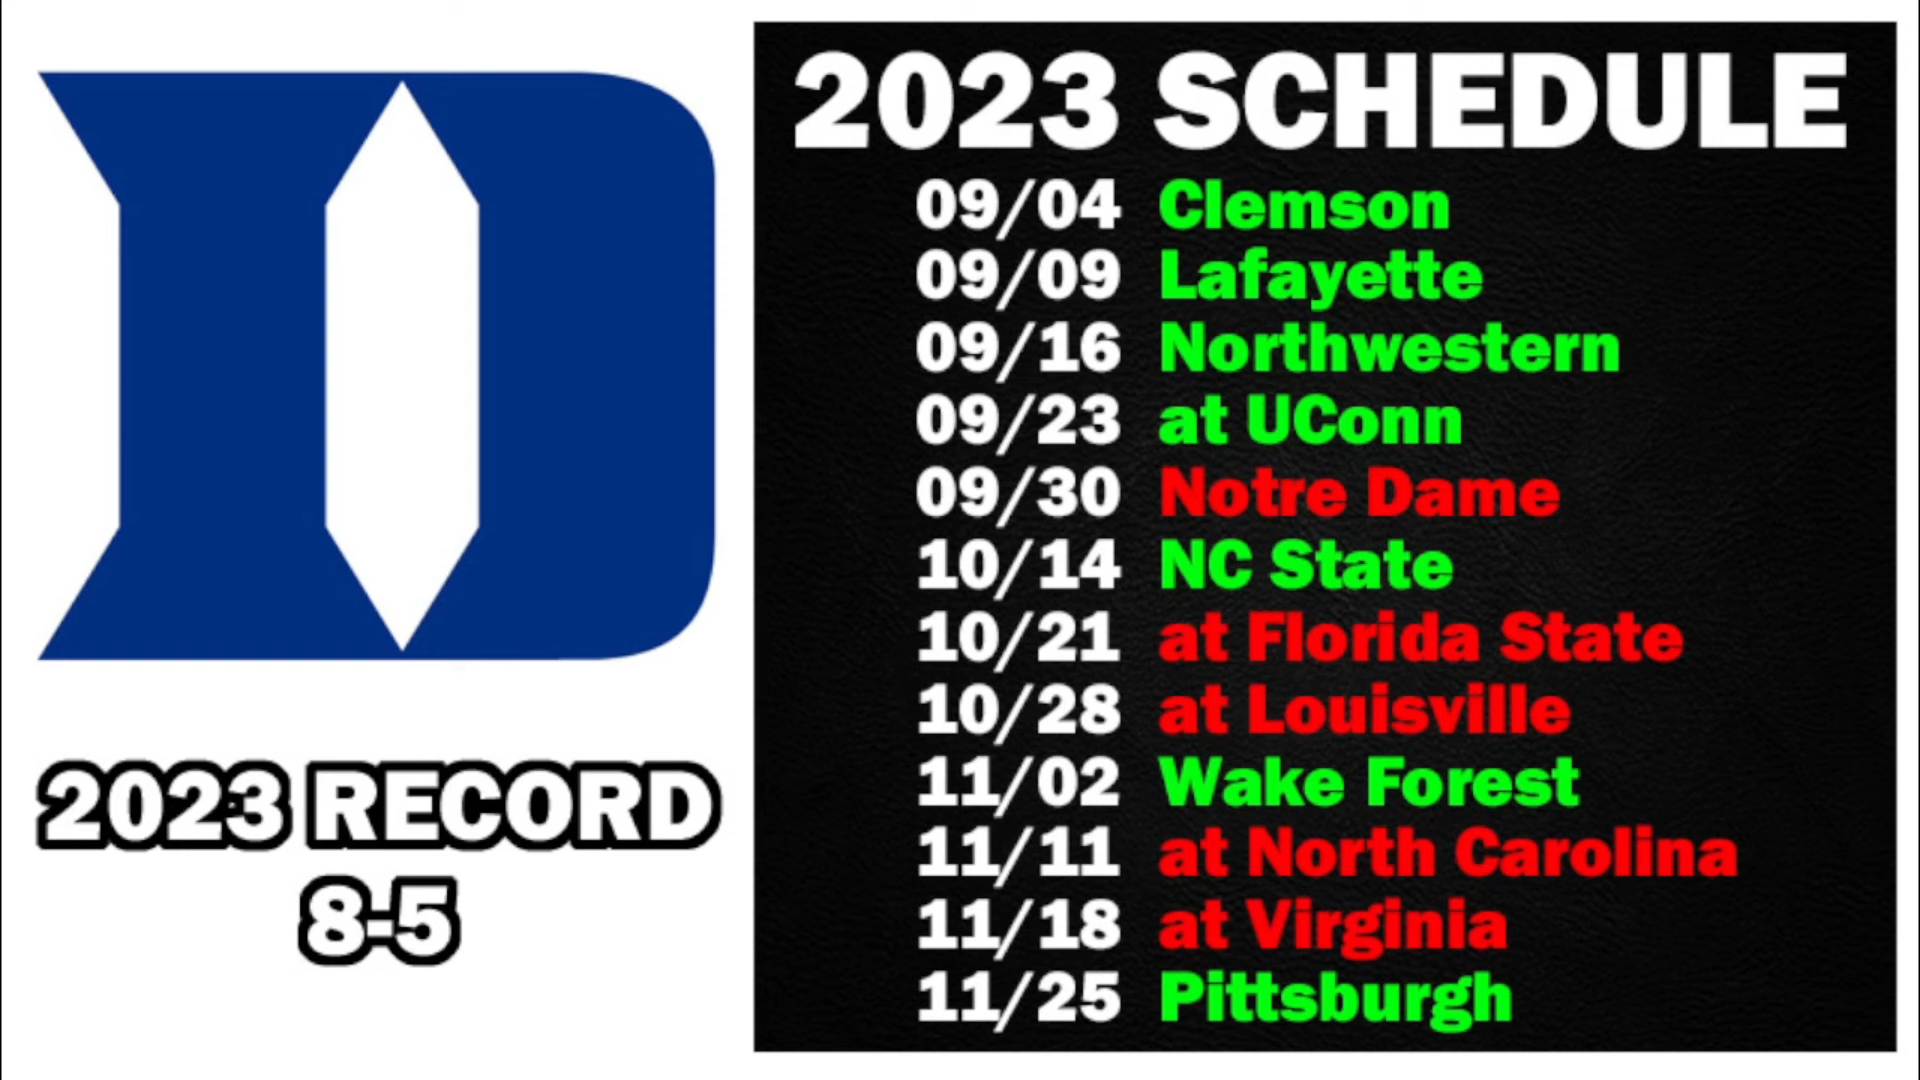 2023 SCHEDULE
09/04 Clemson
09/09 Lafayette
09/16 Northwestern
09/23 at UConn
09/30 Notre Dame
10/14 NC State
10/21 at Florida State
10/28 at Louisville
11/02 Wake Forest
11/11 at North Carolina
11/18 at Virginia
11/25 Pittsburgh
D
2023 RECORD
8-5